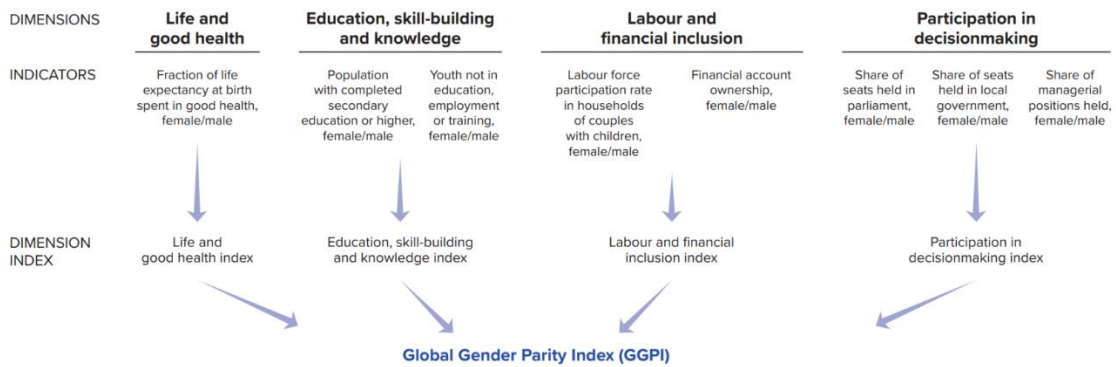 DIMENSIONS
Life and
good health
Education, skill-building
and knowledge
Labour and
financial inclusion
Participation in
decisionmaking
INDICATORS
Fraction of life
expectancy at birth
spent in good health,
female/male
Population
with completed
secondary
education or higher,
female/male
Youth not in
education,
employment
or training,
female/male
Labour force
participation rate
in households
of couples
with children,
female/male
Financial account
ownership,
female/male
Share of
seats held in
parliament,
female/male
Share of seats
held in local
government,
female/male
Share of
managerial
positions held,
female/male
DIMENSION
INDEX
Life and
good health index
Education, skill-building
and knowledge index
Labour and financial
inclusion index
Participation in
decisionmaking index
Global Gender Parity Index (GGPI)